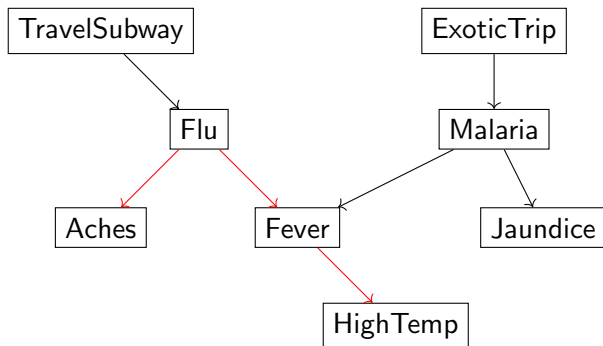 TravelSubway
ExoticTrip
Flu
Malaria
Aches
Fever
Jaundice
HighTemp